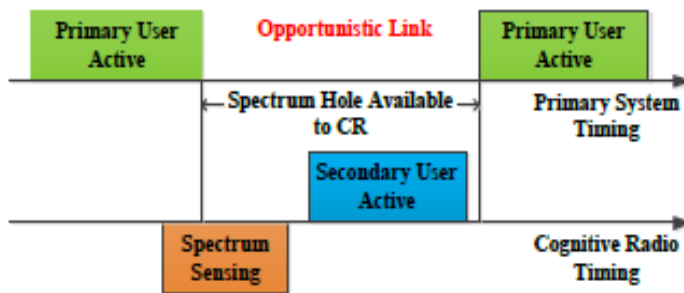 Primary User
Active
Opportunistic Link
Primary User
Active
Spectrum Hole Available
to CR
Primary System
Timing
Secondary User
Active
Spectrum
Sensing
Cognitive Radio
Timing